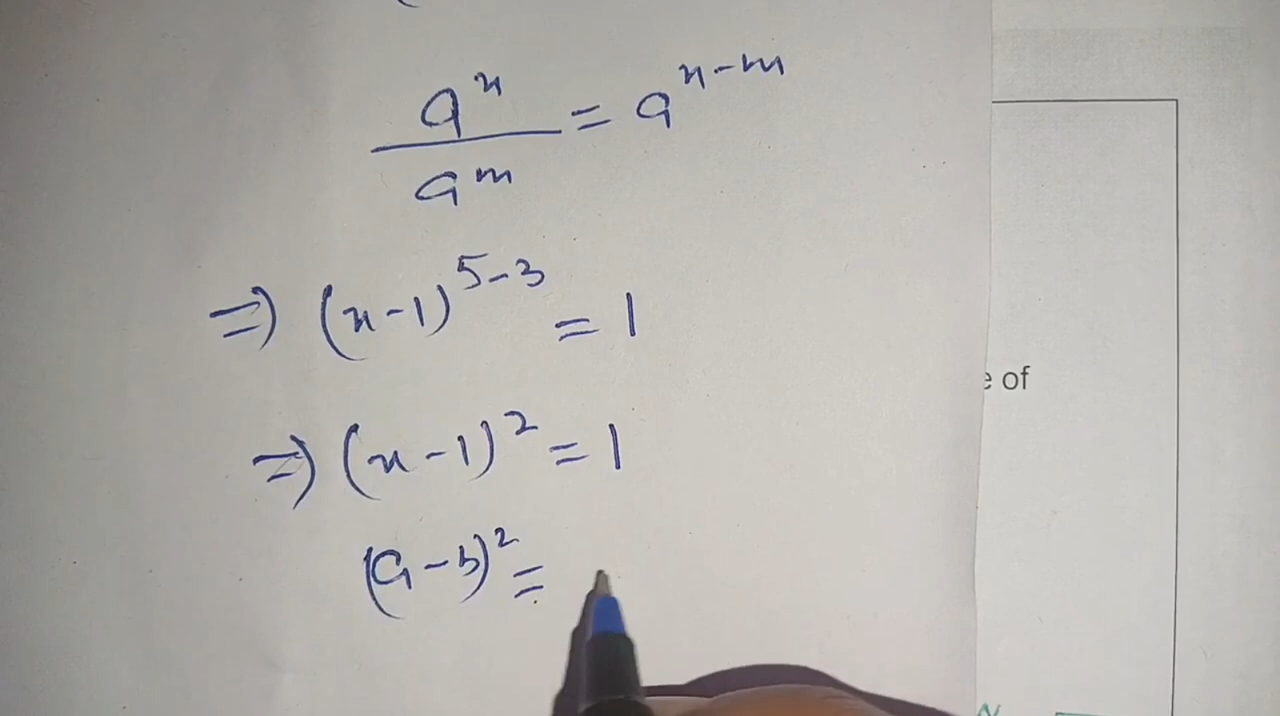 a^n / a^m = a^(n-m)
=> (x-1)^(5-3) = 1
=> (x-1)^2 = 1
(a-b)^2 =
of